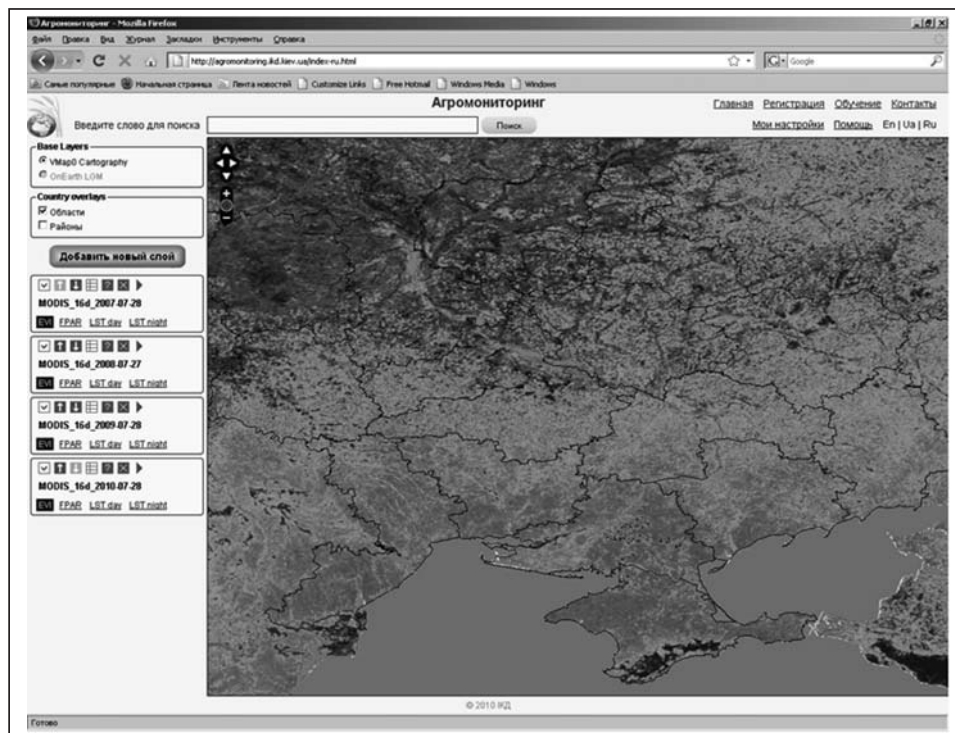 Агромониторинг - Mozilla Firefox
Файл Правка Вид Журнал Закладки Инструменты Справка
http://agromonitoring.ikd.kiev.ua/index-ru.html
Google
Самые популярные Начальная страница Лента новостей Customize Links Free Hotmail Windows Media Windows
Агромониторинг
Главная Регистрация Обучение Контакты
Введите слово для поиска Поиск
Мои настройки Помощь En | Ua | Ru
Base Layers
VMap0 Cartography
OnEarth LOM
Country overlays
Области
Районы
Добавить новый слой
MODIS_16d_2007-07-28
EVI FPAR LST day LST night
MODIS_16d_2008-07-27
EVI FPAR LST day LST night
MODIS_16d_2009-07-28
EVI FPAR LST day LST night
MODIS_16d_2010-07-28
EVI FPAR LST day LST night
© 2010 ІКД
Готово